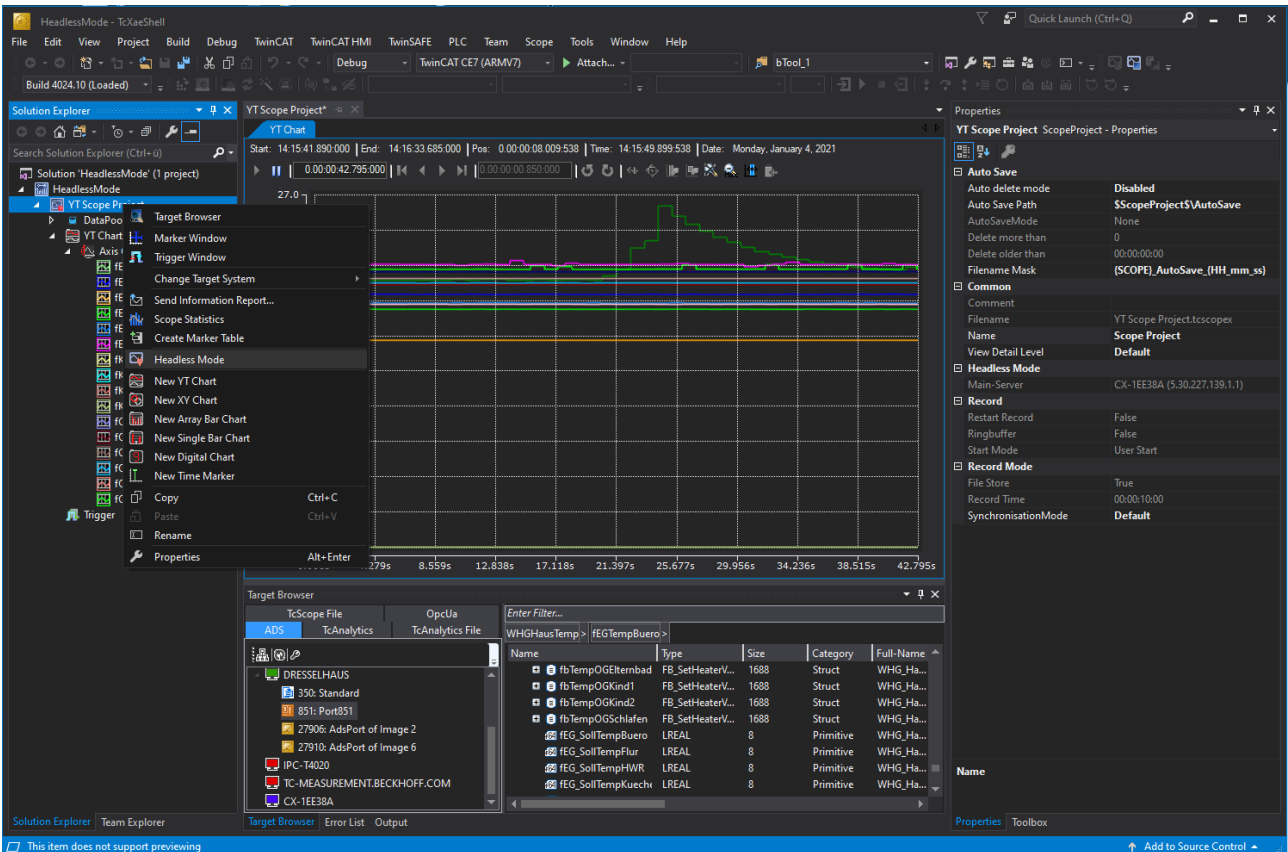 HeadlessMode - TcXaeShell
Quick Launch (Ctrl+Q)
File Edit View Project Build Debug TwinCAT TwinCAT HMI TwinSAFE PLC Team Scope Tools Window Help
Debug TwinCAT CE7 (ARMV7) Attach... bTool_1
Build 4024.10 (Loaded)
Solution Explorer
Search Solution Explorer (Ctrl+ü)
Solution 'HeadlessMode' (1 project)
HeadlessMode
YT Scope Project
DataPoo
YT Chart
Axis
Trigger
Target Browser
Marker Window
Trigger Window
Change Target System
Send Information Report...
Scope Statistics
Create Marker Table
Headless Mode
New YT Chart
New XY Chart
New Array Bar Chart
New Single Bar Chart
New Digital Chart
New Time Marker
Copy Ctrl+C
Paste Ctrl+V
Rename
Properties Alt+Enter
Solution Explorer Team Explorer
YT Scope Project*
YT Chart
Start: 14:15:41.890:000 End: 14:16:33.685:000 Pos: 0.00:00:08.009:538 Time: 14:15:49.899:538 Date: Monday, January 4, 2021
0.00:00:42.795:000 0.00:00:00.850:000
27.0
8.559s 12.838s 17.118s 21.397s 25.677s 29.956s 34.236s 38.515s 42.795s
Target Browser
TcScope File OpcUa
ADS TcAnalytics TcAnalytics File
DRESSELHAUS
350: Standard
851: Port851
27906: AdsPort of Image 2
27910: AdsPort of Image 6
IPC-T4020
TC-MEASUREMENT.BECKHOFF.COM
CX-1EE38A
Enter Filter...
WHGHausTemp > fEGTempBuero >
Name Type Size Category Full-Name
fbTempOGElternbad FB_SetHeaterV... 1688 Struct WHG_Ha...
fbTempOGKind1 FB_SetHeaterV... 1688 Struct WHG_Ha...
fbTempOGKind2 FB_SetHeaterV... 1688 Struct WHG_Ha...
fbTempOGSchlafen FB_SetHeaterV... 1688 Struct WHG_Ha...
fEG_SollTempBuero LREAL 8 Primitive WHG_Ha...
fEG_SollTempFlur LREAL 8 Primitive WHG_Ha...
fEG_SollTempHWR LREAL 8 Primitive WHG_Ha...
fEG_SollTempKueche LREAL 8 Primitive WHG_Ha...
Target Browser Error List Output
Properties
YT Scope Project ScopeProject - Properties
Auto Save
Auto delete mode Disabled
Auto Save Path $ScopeProject$\AutoSave
AutoSaveMode None
Delete more than 0
Delete older than 00:00:00:00
Filename Mask {SCOPE}_AutoSave_{HH_mm_ss}
Common
Comment
Filename YT Scope Project.tcscopex
Name Scope Project
View Detail Level Default
Headless Mode
Main-Server CX-1EE38A (5.30.227.139.1.1)
Record
Restart Record False
Ringbuffer False
Start Mode User Start
Record Mode
File Store True
Record Time 00:00:10:00
SynchronisationMode Default
Name
Properties Toolbox
This item does not support previewing
Add to Source Control